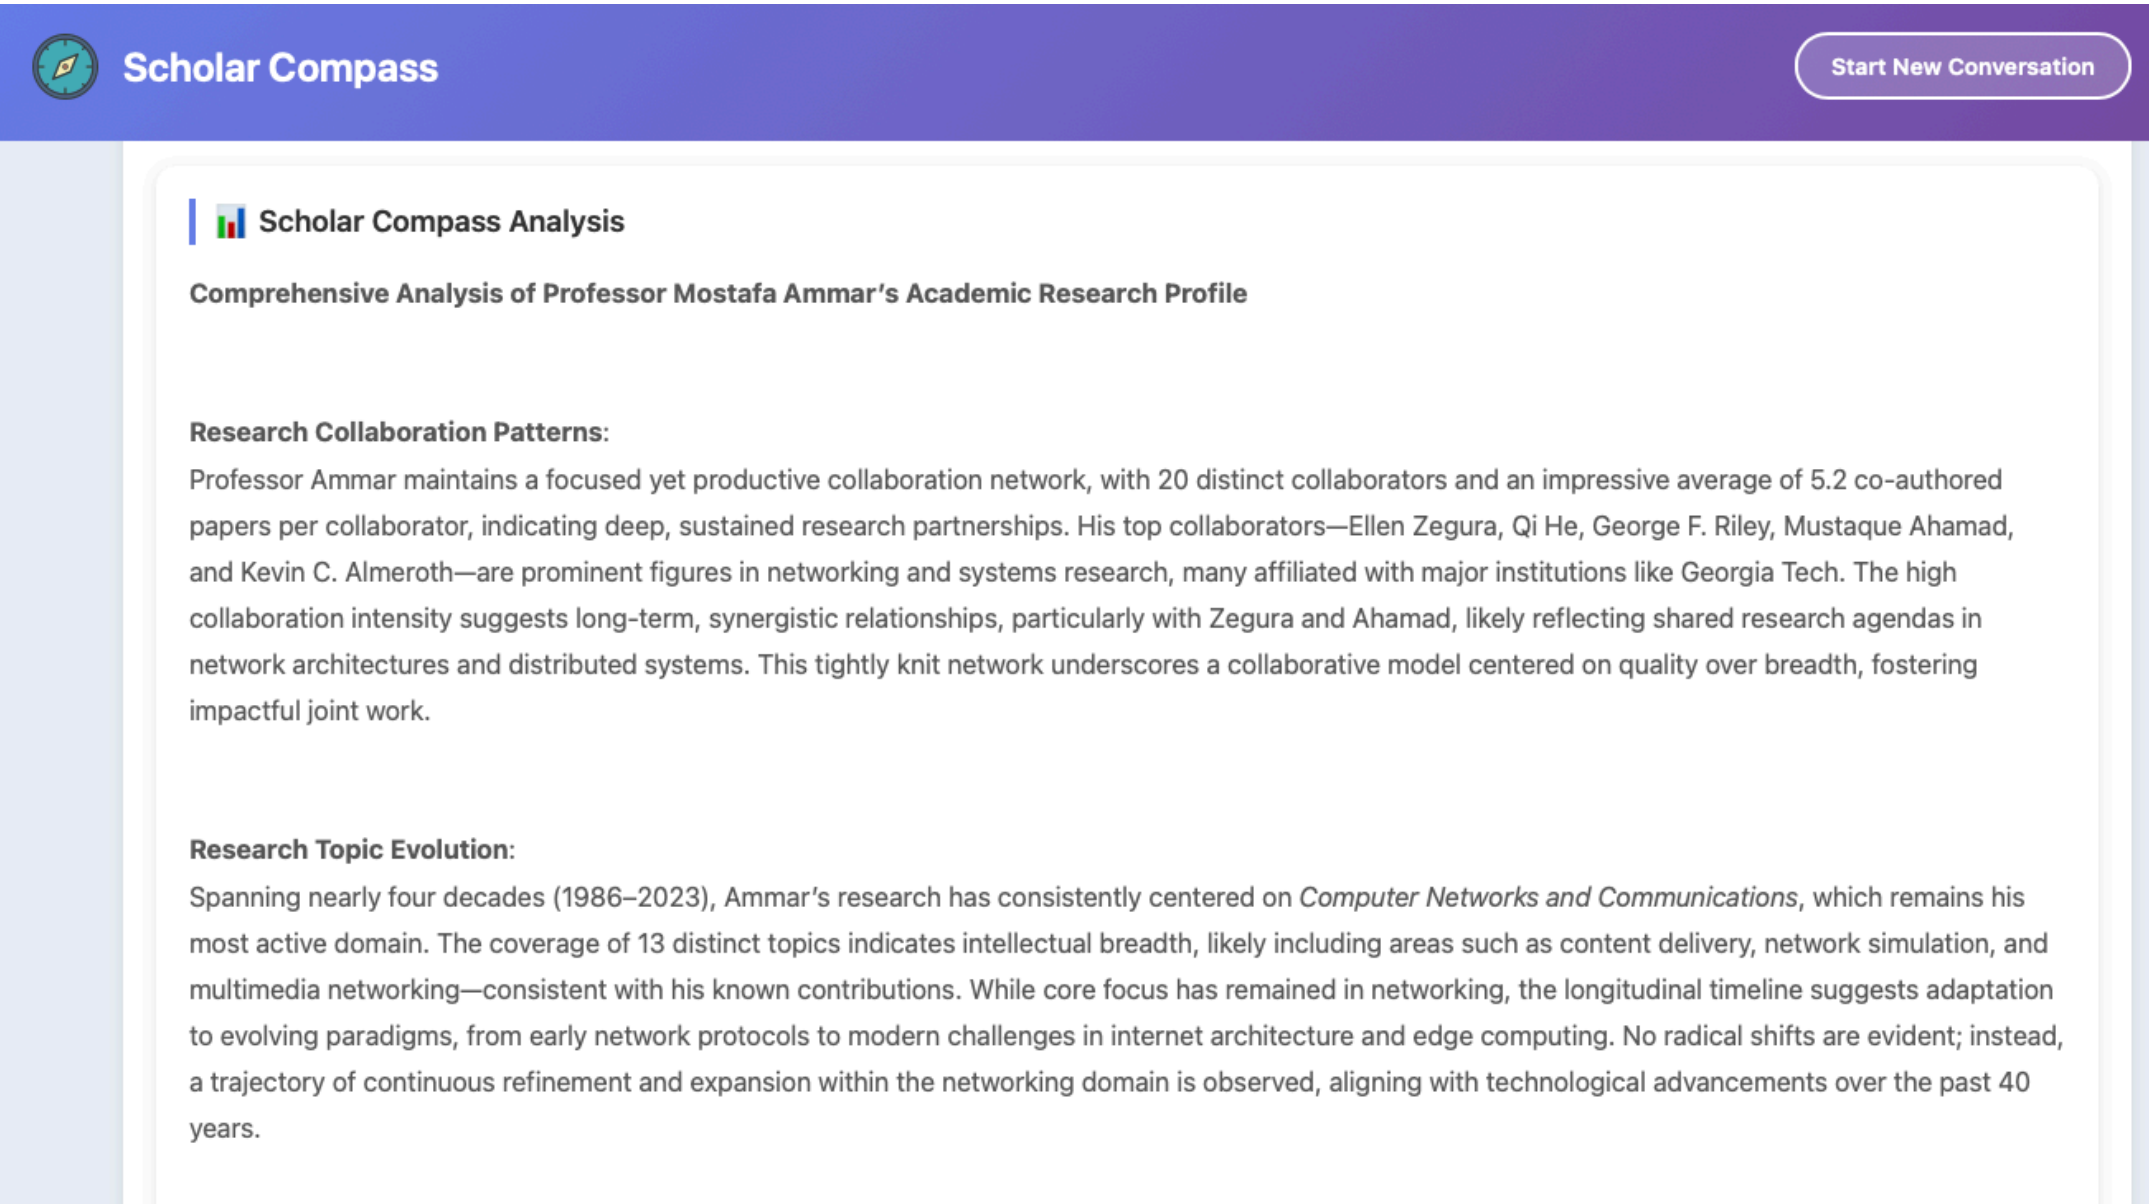 Scholar Compass
Start New Conversation
Scholar Compass Analysis
Comprehensive Analysis of Professor Mostafa Ammar’s Academic Research Profile
Research Collaboration Patterns:
Professor Ammar maintains a focused yet productive collaboration network, with 20 distinct collaborators and an impressive average of 5.2 co-authored
papers per collaborator, indicating deep, sustained research partnerships. His top collaborators—Ellen Zegura, Qi He, George F. Riley, Mustaque Ahamad,
and Kevin C. Almeroth—are prominent figures in networking and systems research, many affiliated with major institutions like Georgia Tech. The high
collaboration intensity suggests long-term, synergistic relationships, particularly with Zegura and Ahamad, likely reflecting shared research agendas in
network architectures and distributed systems. This tightly knit network underscores a collaborative model centered on quality over breadth, fostering
impactful joint work.
Research Topic Evolution:
Spanning nearly four decades (1986–2023), Ammar’s research has consistently centered on Computer Networks and Communications, which remains his
most active domain. The coverage of 13 distinct topics indicates intellectual breadth, likely including areas such as content delivery, network simulation, and
multimedia networking—consistent with his known contributions. While core focus has remained in networking, the longitudinal timeline suggests adaptation
to evolving paradigms, from early network protocols to modern challenges in internet architecture and edge computing. No radical shifts are evident; instead,
a trajectory of continuous refinement and expansion within the networking domain is observed, aligning with technological advancements over the past 40
years.